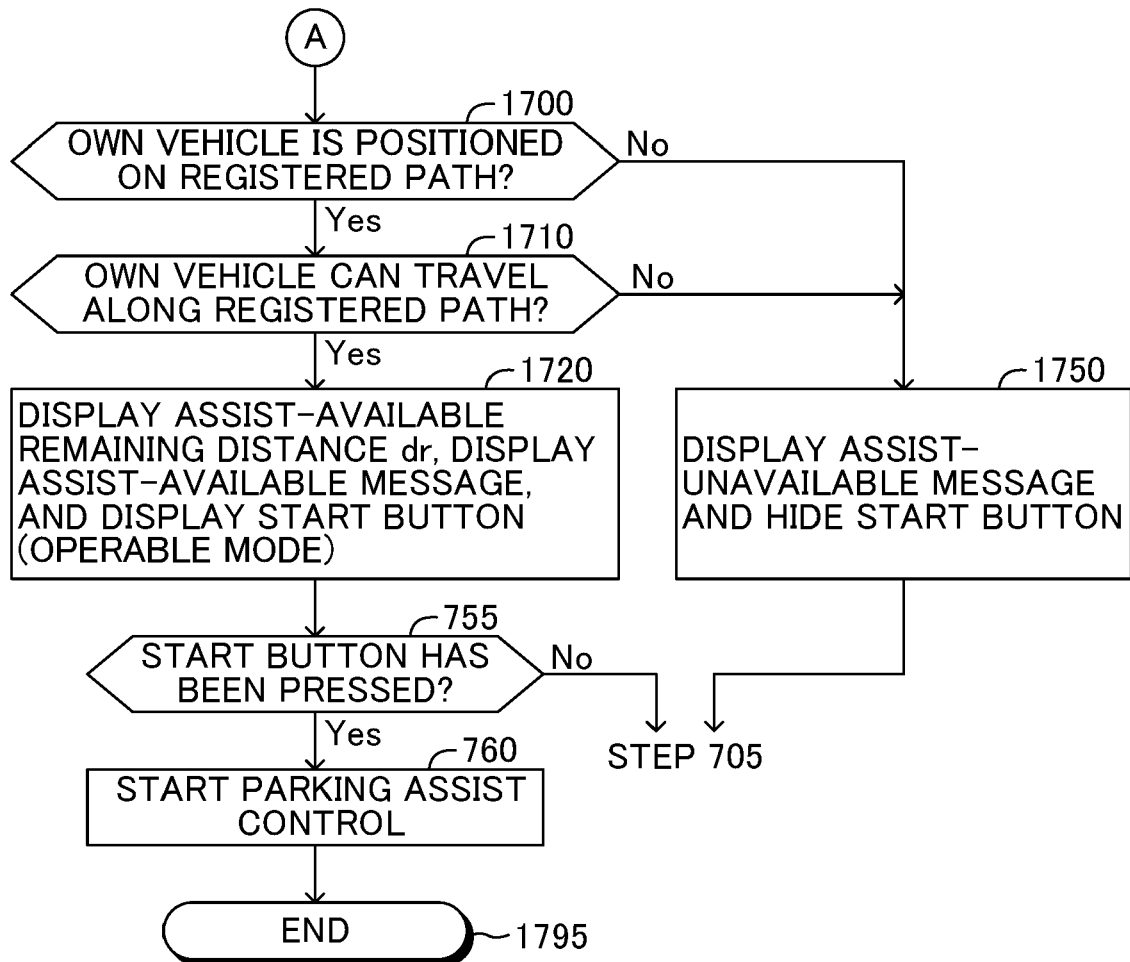 A
1700
OWN VEHICLE IS POSITIONED
ON REGISTERED PATH?
No
Yes
1710
OWN VEHICLE CAN TRAVEL
ALONG REGISTERED PATH?
No
Yes
1720
DISPLAY ASSIST-AVAILABLE
REMAINING DISTANCE dr, DISPLAY
ASSIST-AVAILABLE MESSAGE,
AND DISPLAY START BUTTON
(OPERABLE MODE)
1750
DISPLAY ASSIST-
UNAVAILABLE MESSAGE
AND HIDE START BUTTON
755
START BUTTON HAS
BEEN PRESSED?
No
Yes
STEP 705
760
START PARKING ASSIST
CONTROL
END
1795